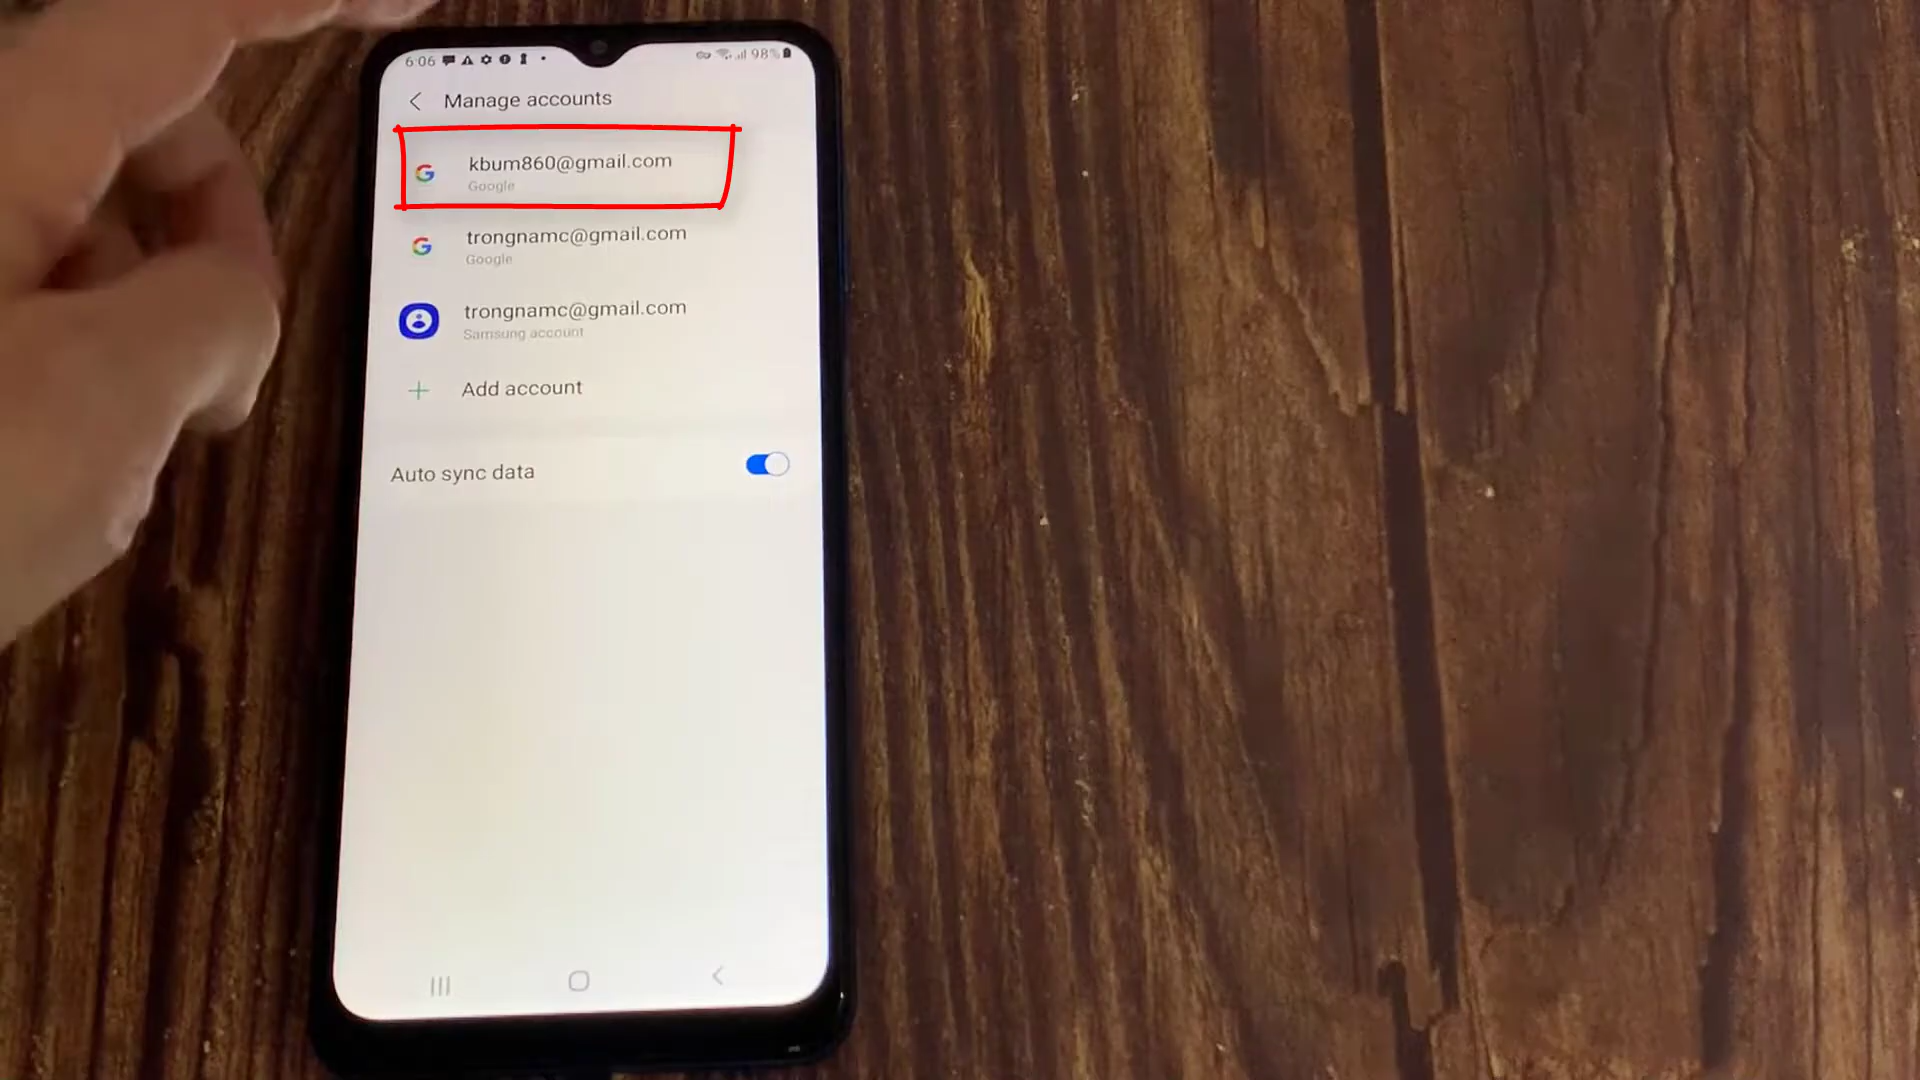 6:06 98%
Manage accounts
kbum860@gmail.com
Google
trongnamc@gmail.com
Google
trongnamc@gmail.com
Samsung account
Add account
Auto sync data